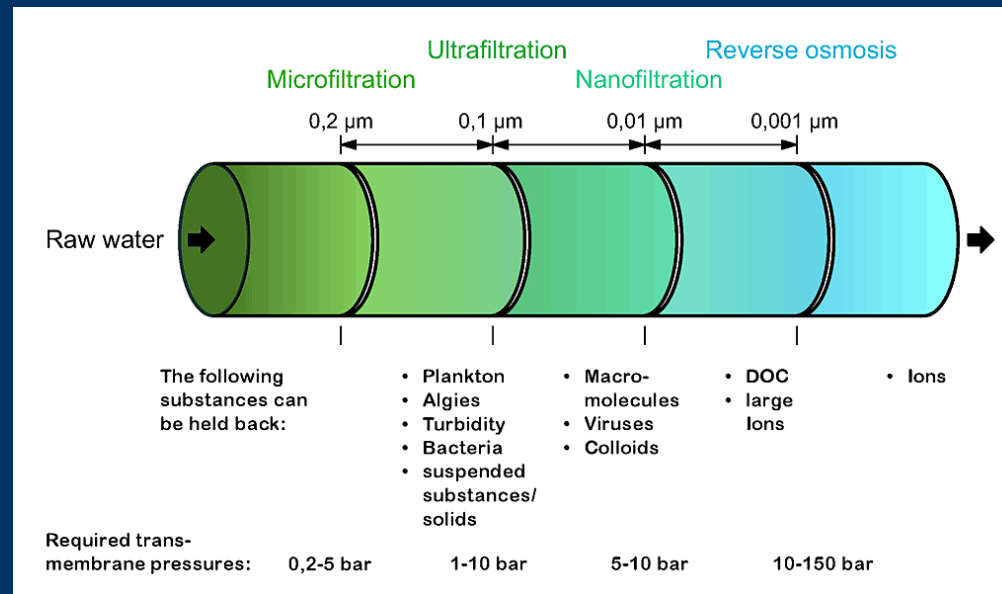 Ultrafiltration
Reverse osmosis
Microfiltration
Nanofiltration
0,2 µm
0,1 µm
0,01 µm
0,001 µm
Raw water
The following
substances can
be held back:
• Plankton
• Algies
• Turbidity
• Bacteria
• suspended
substances/
solids
• Macro-
molecules
• Viruses
• Colloids
• DOC
• large
Ions
• Ions
Required trans-
membrane pressures:
0,2-5 bar
1-10 bar
5-10 bar
10-150 bar